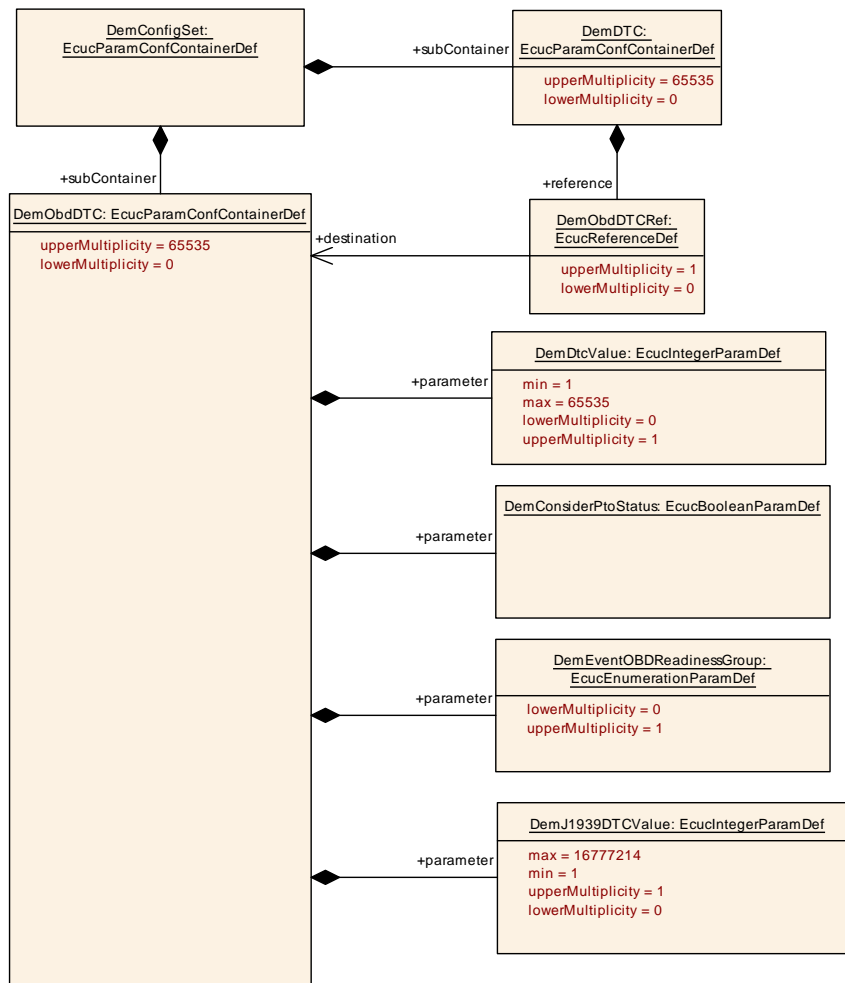 DemConfigSet:
EcucParamConfContainerDef
+subContainer
DemDTC:
EcucParamConfContainerDef
upperMultiplicity = 65535
lowerMultiplicity = 0
+subContainer
+reference
DemObdDTC: EcucParamConfContainerDef
upperMultiplicity = 65535
lowerMultiplicity = 0
+destination
DemObdDTCRef:
EcucReferenceDef
upperMultiplicity = 1
lowerMultiplicity = 0
+parameter
DemDtcValue: EcucIntegerParamDef
min = 1
max = 65535
lowerMultiplicity = 0
upperMultiplicity = 1
+parameter
DemConsiderPtoStatus: EcucBooleanParamDef
+parameter
DemEventOBDReadinessGroup:
EcucEnumerationParamDef
lowerMultiplicity = 0
upperMultiplicity = 1
+parameter
DemJ1939DTCValue: EcucIntegerParamDef
max = 16777214
min = 1
upperMultiplicity = 1
lowerMultiplicity = 0